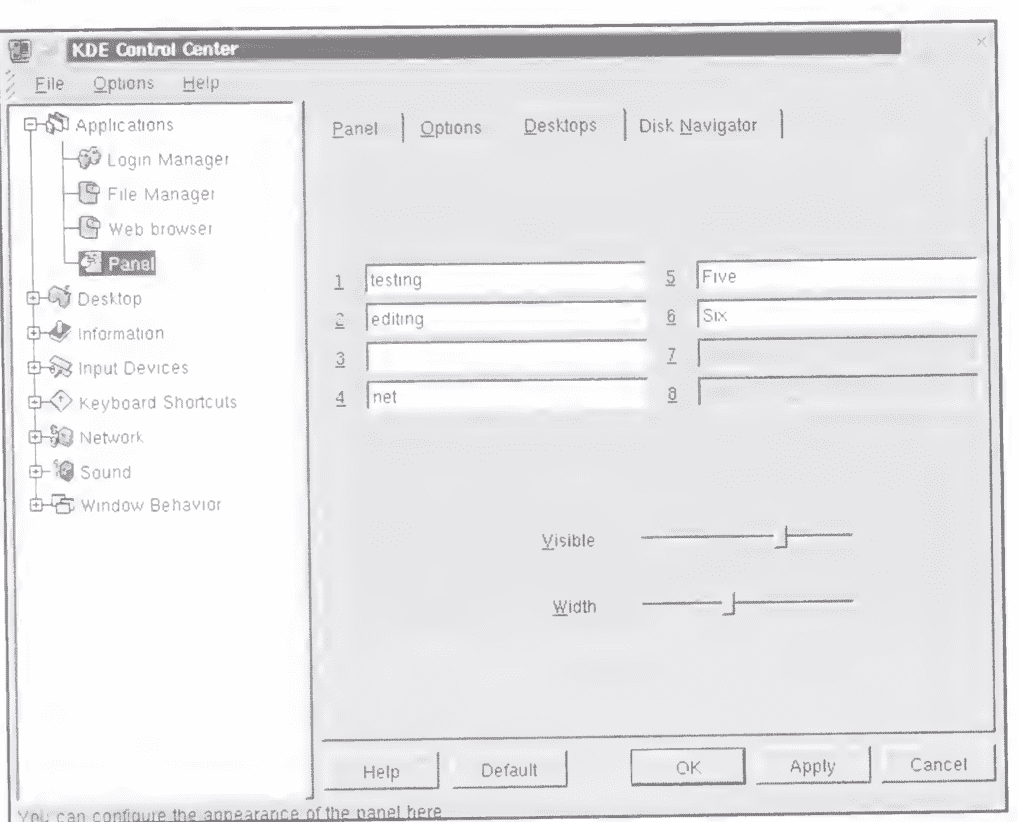 KDE Control Center
File Options Help
Applications
Login Manager
File Manager
Web browser
Panel
Desktop
Information
Input Devices
Keyboard Shortcuts
Network
Sound
Window Behavior
Panel Options Desktops Disk Navigator
1 testing 5 Five
2 editing 6 Six
3 7
4 net 8
Visible
Width
Help Default OK Apply Cancel
You can configure the appearance of the panel here